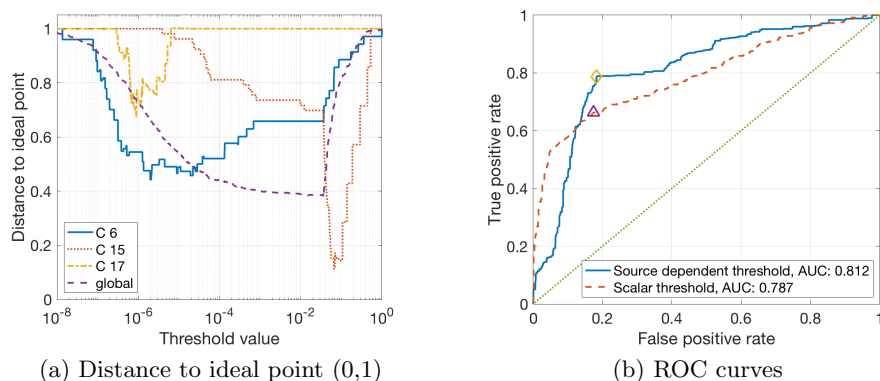 1
0.8
0.6
0.4
0.2
0
10^-8
10^-6
10^-4
10^-2
10^0
Distance to ideal point
Threshold value
C 6
C 15
C 17
global
(a) Distance to ideal point (0,1)
1
0.8
0.6
0.4
0.2
0
0
0.2
0.4
0.6
0.8
1
True positive rate
False positive rate
Source dependent threshold, AUC: 0.812
Scalar threshold, AUC: 0.787
(b) ROC curves